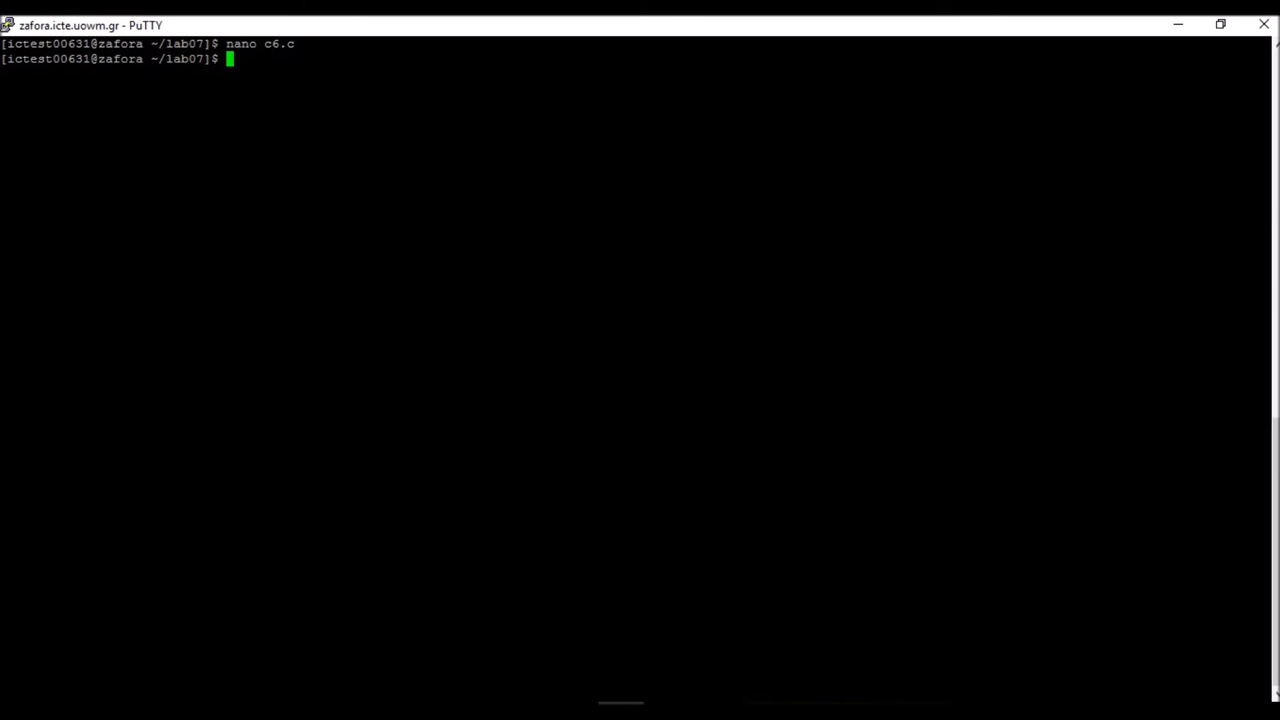 zafora.icte.uowm.gr - PuTTY
[ictest00631@zafora ~/lab07]$ nano c6.c
[ictest00631@zafora ~/lab07]$